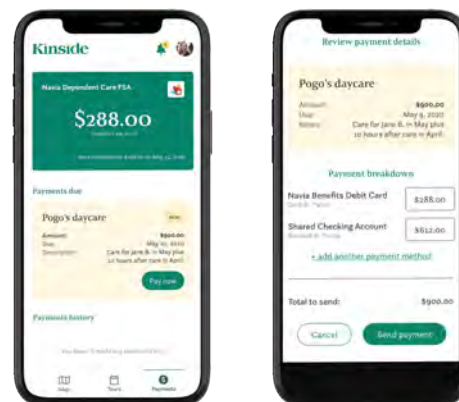 Kinside
Navia Dependent Care FSA
$288.00
Payments due
Pogo's daycare
Amount: $900.00
Due: May 10, 2020
Description: Care for Jane B. in May plus
10 hours after care in April.
Pay now
Payments history
Tours
Payments
Review payment details
Pogo's daycare
Amount: $900.00
May 9, 2020
Care for Jane B. in May plus
10 hours after care in April.
Payment breakdown
Navia Benefits Debit Card
$288.00
Shared Checking Account
$612.00
+ add another payment method
Total to send: $900.00
Cancel
Send payment